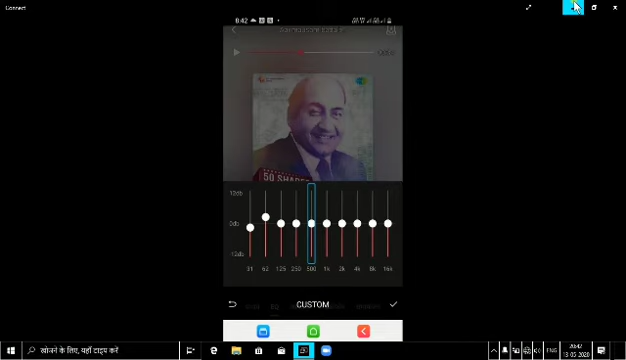 Connect
8:42
50 SHADES
12db
0db
-12db
31 62 125 250 500 1k 2k 4k 8k 16k
EQ
CUSTOM
खोजने के लिए, यहाँ टाइप करें
ENG
20:42
13-05-2020